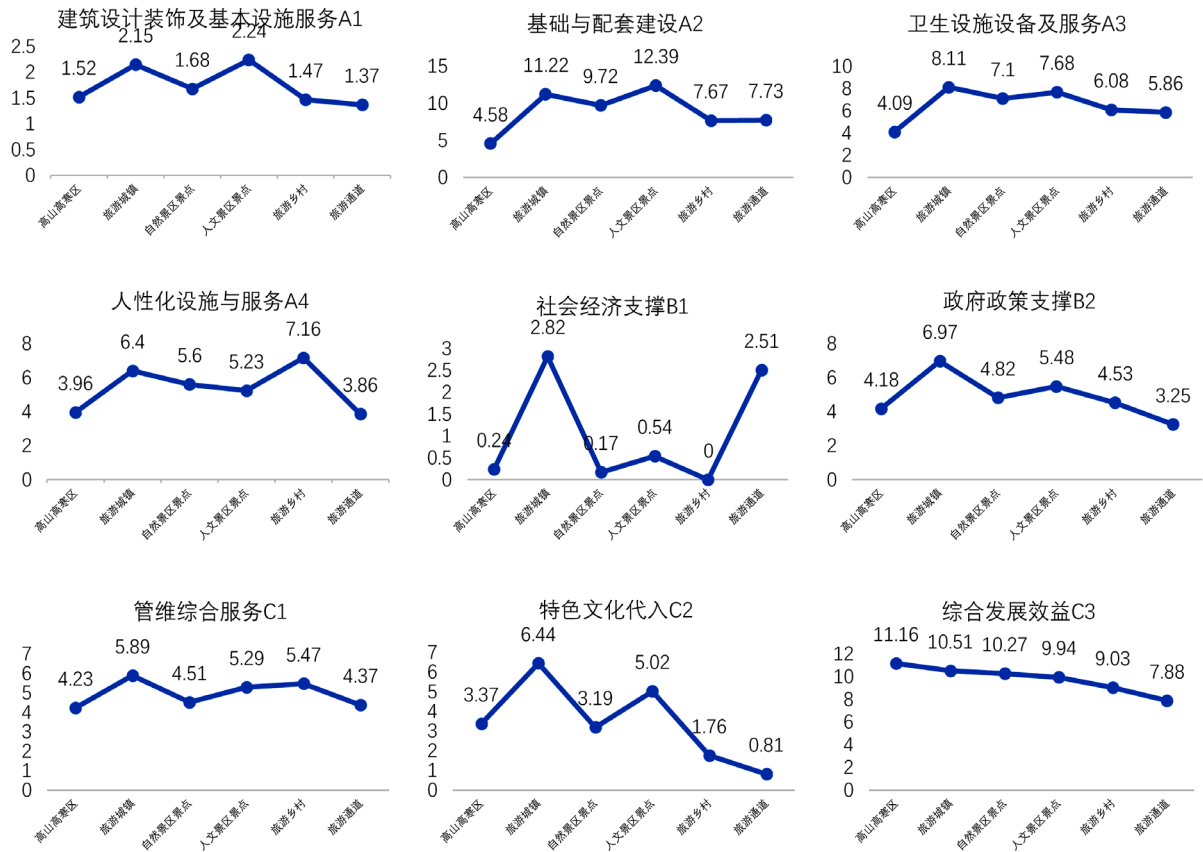 建筑设计装饰及基本设施服务A1
2.5
2
1.5
1
0.5
0
1.52
2.15
1.68
2.24
1.47
1.37
高山高寒区
旅游城镇
自然景区景点
人文景区景点
旅游乡村
旅游通道
基础与配套建设A2
15
10
5
0
4.58
11.22
9.72
12.39
7.67
7.73
高山高寒区
旅游城镇
自然景区景点
人文景区景点
旅游乡村
旅游通道
卫生设施设备及服务A3
10
8
6
4
2
0
4.09
8.11
7.1
7.68
6.08
5.86
高山高寒区
旅游城镇
自然景区景点
人文景区景点
旅游乡村
旅游通道
人性化设施与服务A4
8
6
4
2
0
3.96
6.4
5.6
5.23
7.16
3.86
高山高寒区
旅游城镇
自然景区景点
人文景区景点
旅游乡村
旅游通道
社会经济支撑B1
3
2.5
2
1.5
1
0.5
0
0.24
2.82
0.17
0.54
0
2.51
高山高寒区
旅游城镇
自然景区景点
人文景区景点
旅游乡村
旅游通道
政府政策支撑B2
8
6
4
2
0
4.18
6.97
4.82
5.48
4.53
3.25
高山高寒区
旅游城镇
自然景区景点
人文景区景点
旅游乡村
旅游通道
管维综合服务C1
7
6
5
4
3
2
1
0
4.23
5.89
4.51
5.29
5.47
4.37
高山高寒区
旅游城镇
自然景区景点
人文景区景点
旅游乡村
旅游通道
特色文化代入C2
7
6
5
4
3
2
1
0
3.37
6.44
3.19
5.02
1.76
0.81
高山高寒区
旅游城镇
自然景区景点
人文景区景点
旅游乡村
旅游通道
综合发展效益C3
12
10
8
6
4
2
0
11.16
10.51
10.27
9.94
9.03
7.88
高山高寒区
旅游城镇
自然景区景点
人文景区景点
旅游乡村
旅游通道